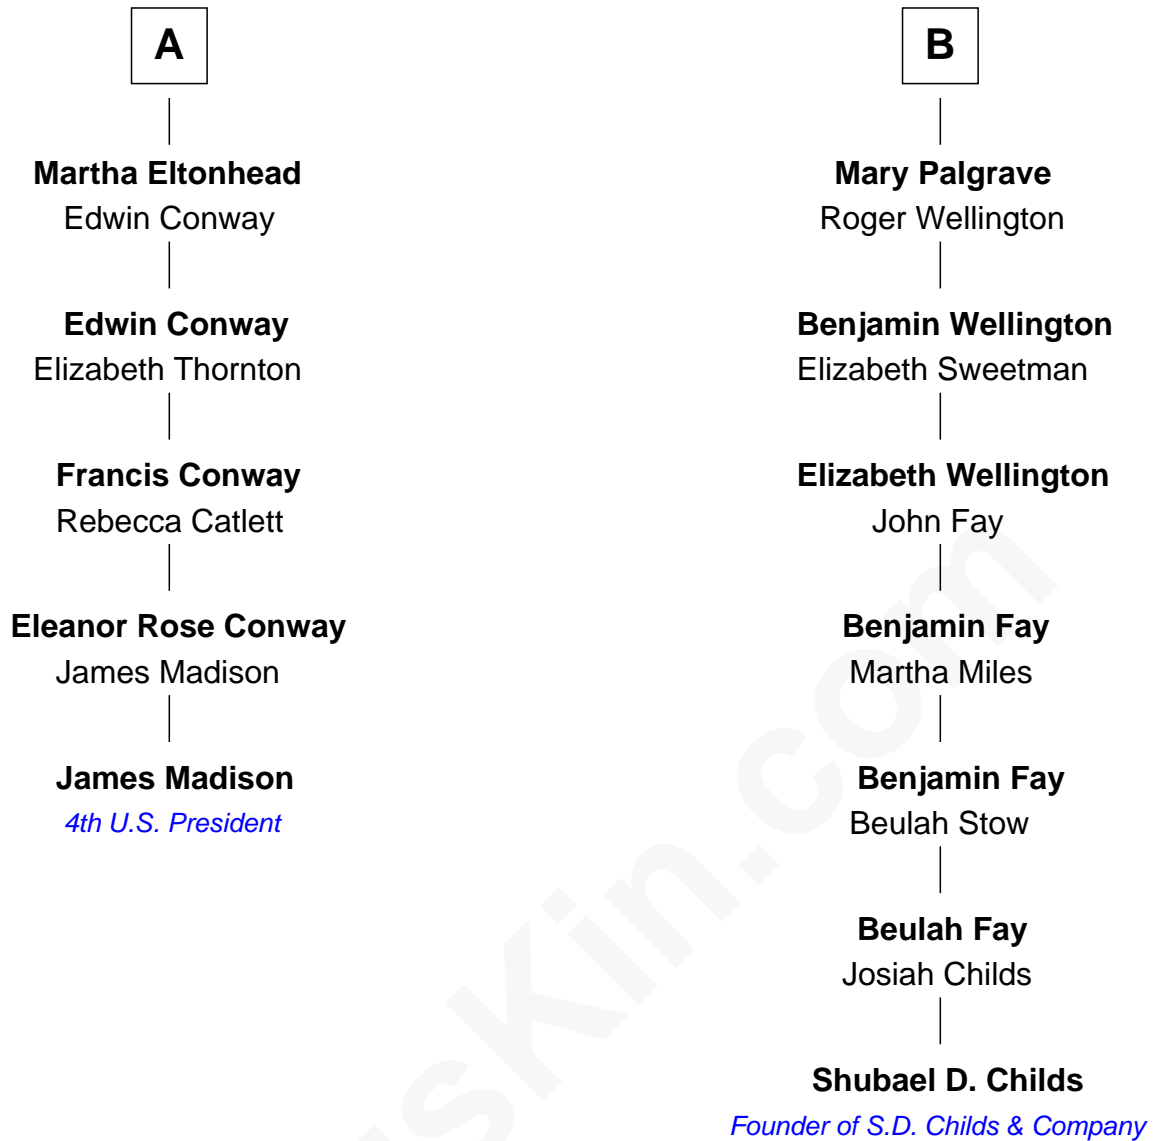 A
Martha Eltonhead
Edwin Conway
Edwin Conway
Elizabeth Thornton
Francis Conway
Rebecca Catlett
Eleanor Rose Conway
James Madison
James Madison
4th U.S. President
B
Mary Palgrave
Roger Wellington
Benjamin Wellington
Elizabeth Sweetman
Elizabeth Wellington
John Fay
Benjamin Fay
Martha Miles
Benjamin Fay
Beulah Stow
Beulah Fay
Josiah Childs
Shubael D. Childs
Founder of S.D. Childs & Company